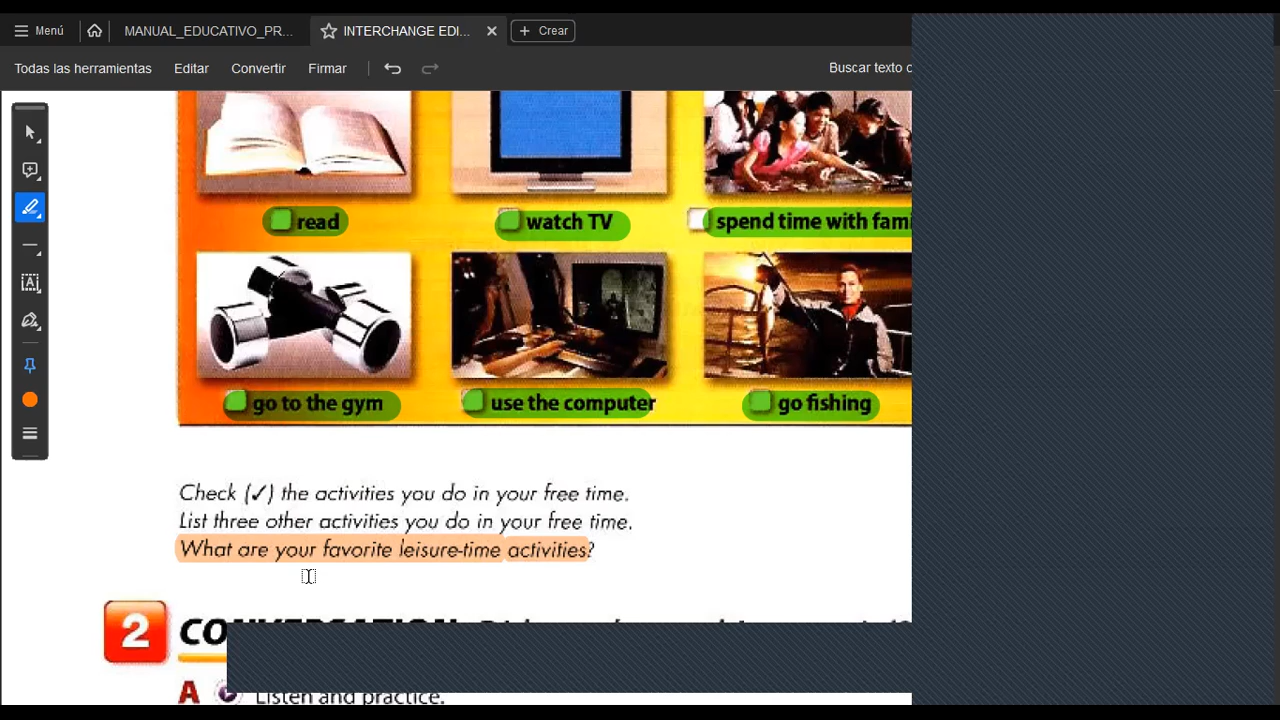 Menú
MANUAL_EDUCATIVO_PR...
INTERCHANGE EDI...
Crear
Todas las herramientas
Editar
Convertir
Firmar
Buscar texto
read
watch TV
spend time with
go to the gym
use the computer
go fishing
Check (✓) the activities you do in your free time.
List three other activities you do in your free time.
What are your favorite leisure-time activities?
2 CONVERSATION
A Listen and practice.